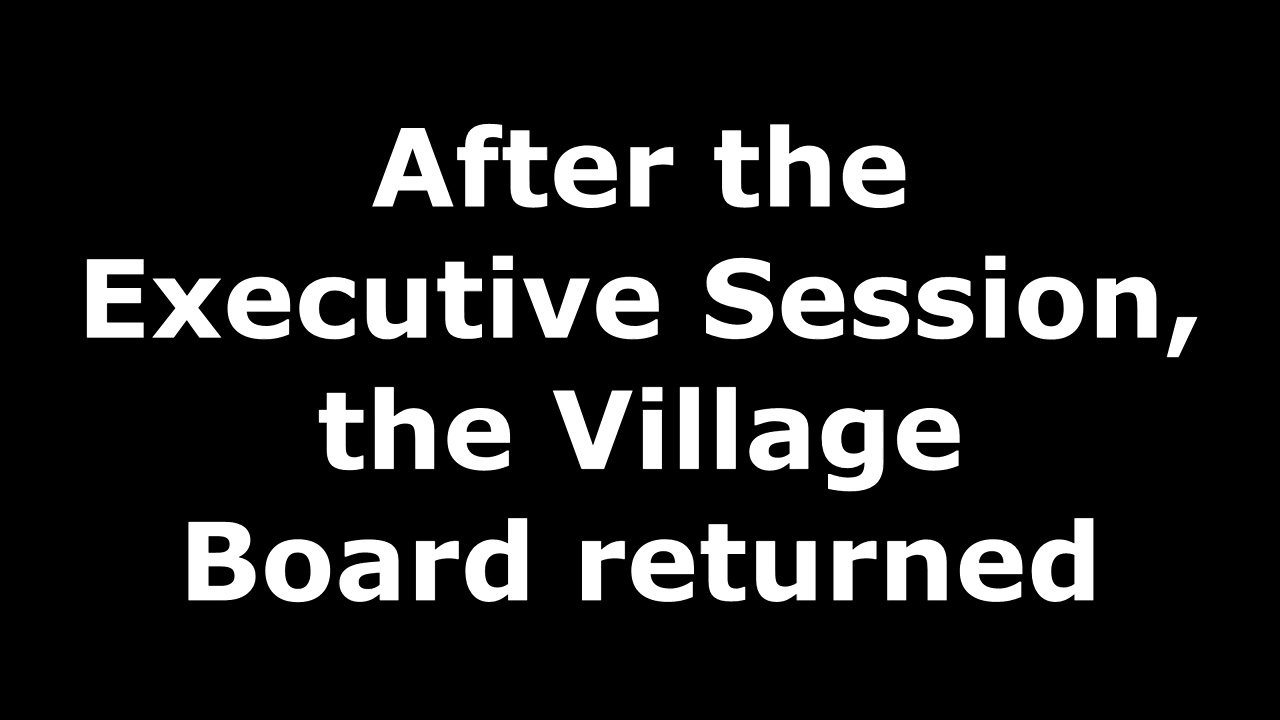 After the
Executive Session,
the Village
Board returned